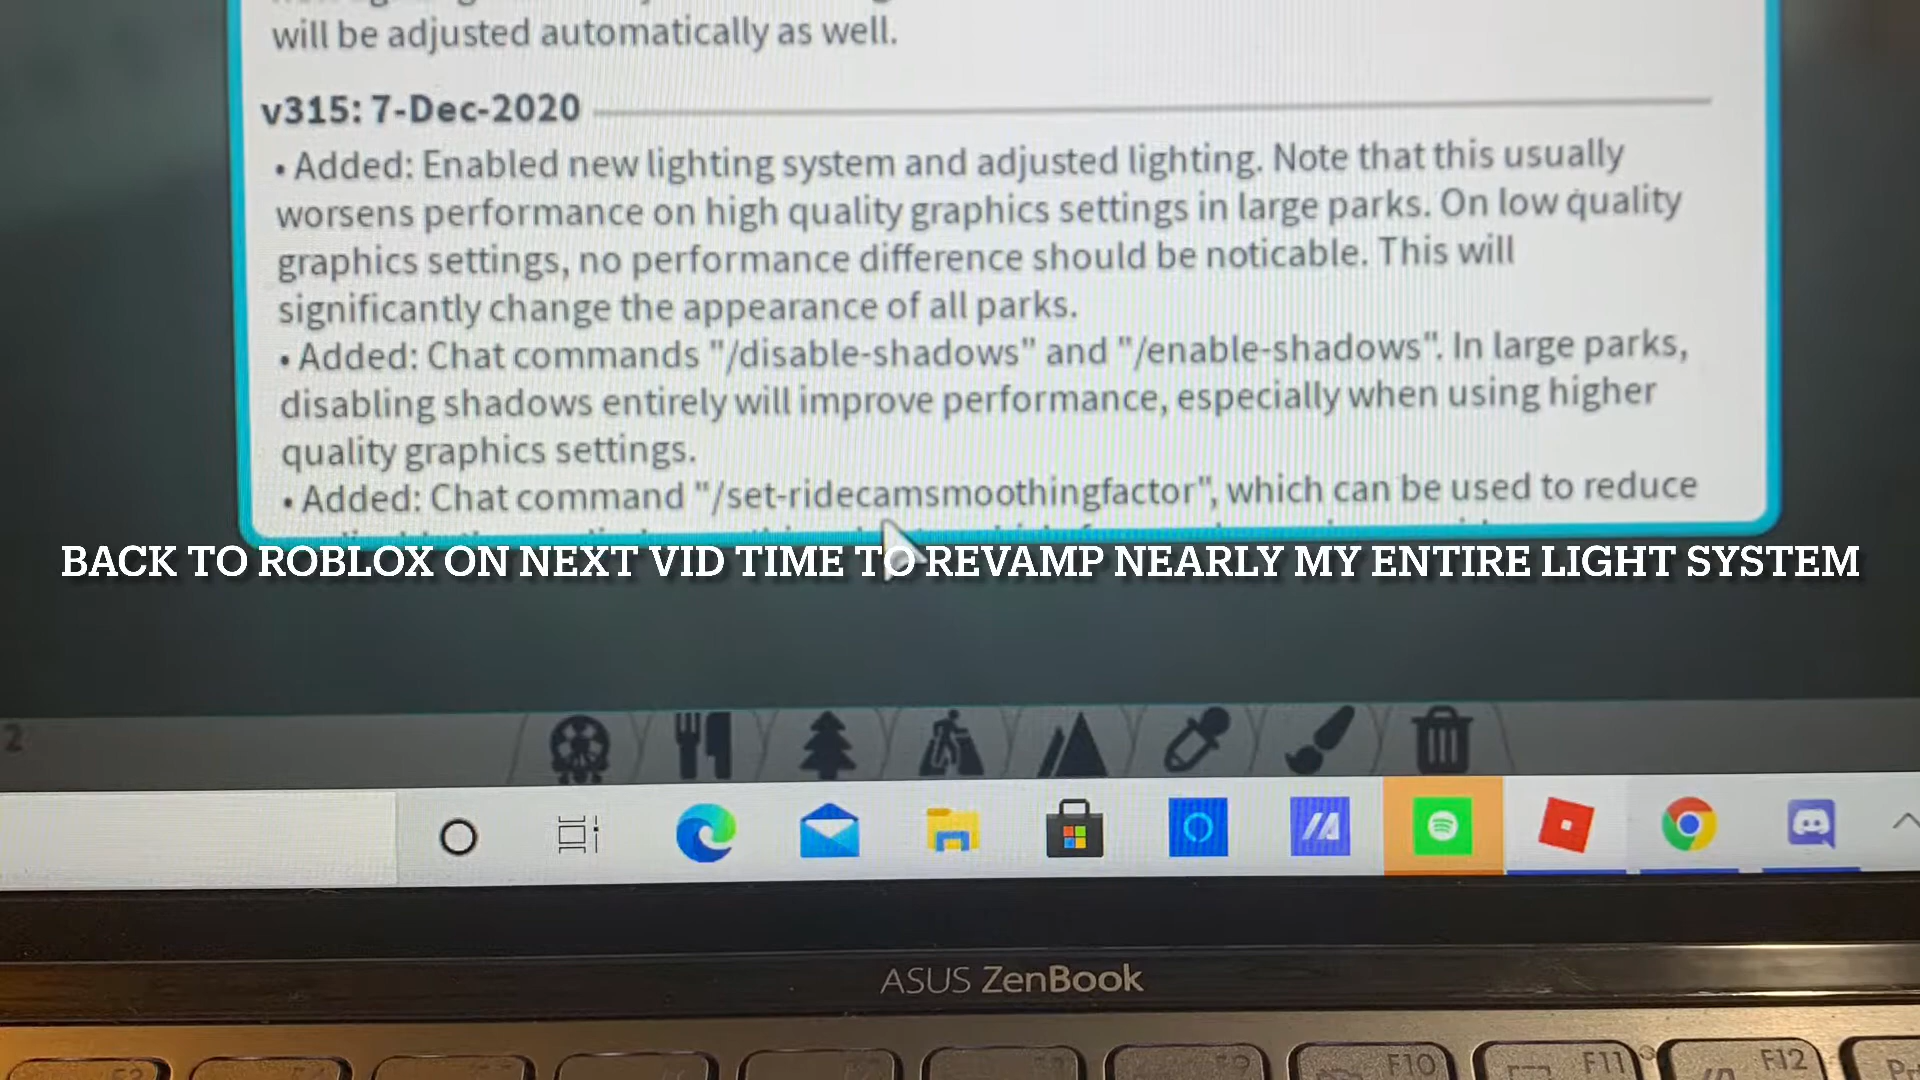 will be adjusted automatically as well.
v315: 7-Dec-2020
• Added: Enabled new lighting system and adjusted lighting. Note that this usually
worsens performance on high quality graphics settings in large parks. On low quality
graphics settings, no performance difference should be noticable. This will
significantly change the appearance of all parks.
• Added: Chat commands "/disable-shadows" and "/enable-shadows". In large parks,
disabling shadows entirely will improve performance, especially when using higher
quality graphics settings.
• Added: Chat command "/set-ridecamsmoothingfactor", which can be used to reduce
BACK TO ROBLOX ON NEXT VID TIME TO REVAMP NEARLY MY ENTIRE LIGHT SYSTEM
2
ASUS ZenBook
F9 F10 F11 F12